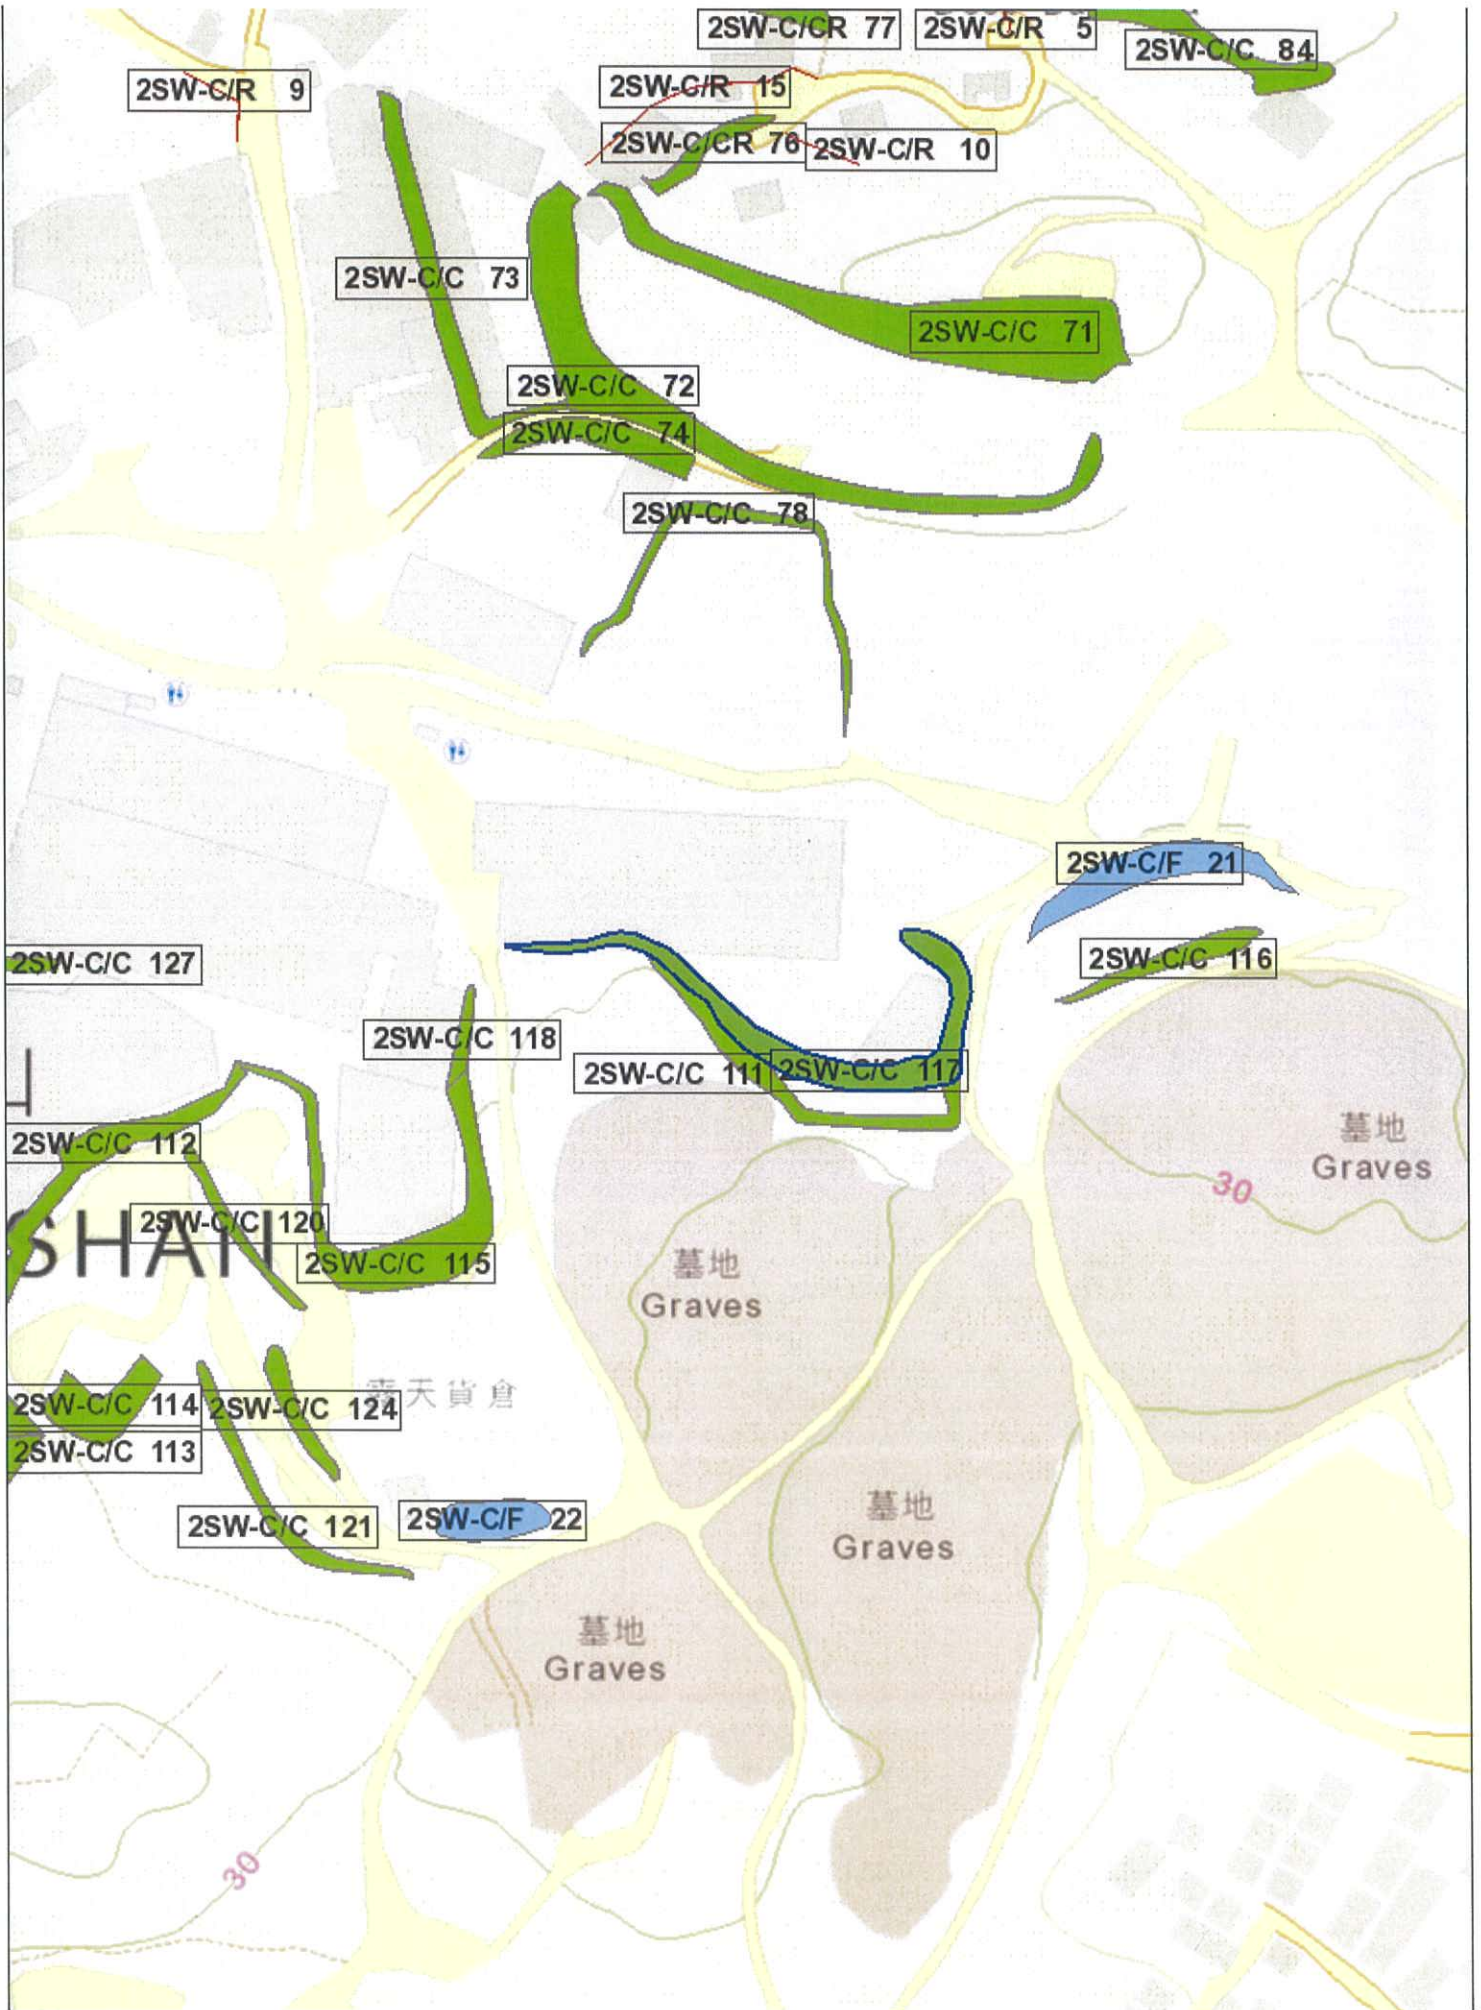 2SW-C/CR 77
2SW-C/R 5
2SW-C/C 84
2SW-C/R 9
2SW-C/R 15
2SW-C/CR 76
2SW-C/R 10
2SW-C/C 73
2SW-C/C 71
2SW-C/C 72
2SW-C/C 74
2SW-C/C 78
2SW-C/F 21
2SW-C/C 127
2SW-C/C 116
2SW-C/C 118
2SW-C/C 111
2SW-C/C 117
2SW-C/C 112
墓地
Graves
30
2SW-C/C 120
SHAN
2SW-C/C 115
墓地
Graves
2SW-C/C 114
2SW-C/C 124
露天貨倉
2SW-C/C 113
2SW-C/C 121
2SW-C/F 22
墓地
Graves
墓地
Graves
30